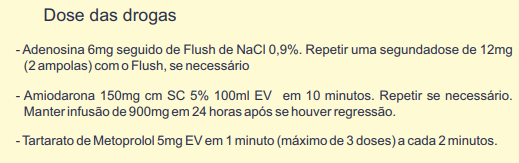 Dose das drogas
- Adenosina 6mg seguido de Flush de NaCl 0,9%. Repetir uma segundadose de 12mg
(2 ampolas) com o Flush, se necessário
- Amiodarona 150mg cm SC 5% 100ml EV em 10 minutos. Repetir se necessário.
Manter infusão de 900mg em 24 horas após se houver regressão.
- Tartarato de Metoprolol 5mg EV em 1 minuto (máximo de 3 doses) a cada 2 minutos.